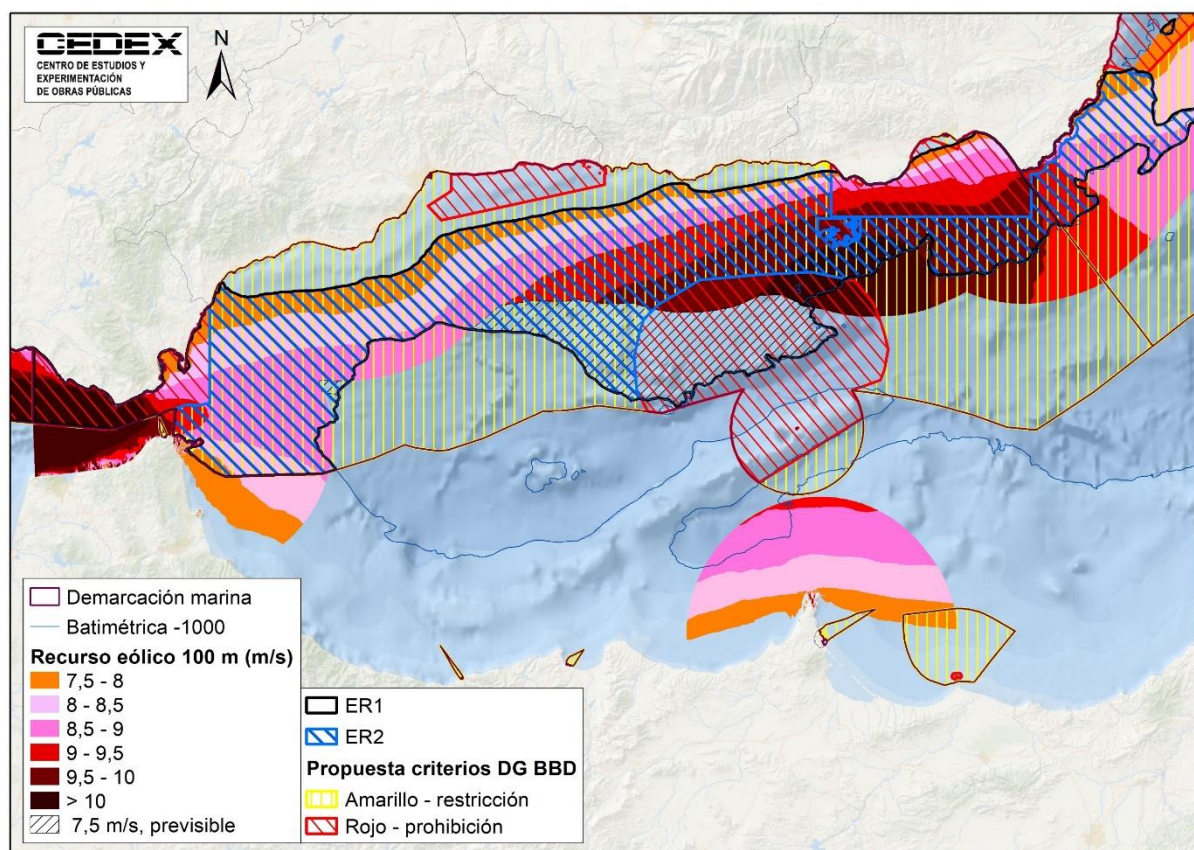 CEDEX
CENTRO DE ESTUDIOS Y
EXPERIMENTACIÓN
DE OBRAS PÚBLICAS
N
Demarcación marina
Batimétrica -1000
Recurso eólico 100 m (m/s)
7,5 - 8
8 - 8,5
8,5 - 9
9 - 9,5
9,5 - 10
> 10
7,5 m/s, previsible
ER1
ER2
Propuesta criterios DG BBD
Amarillo - restricción
Rojo - prohibición